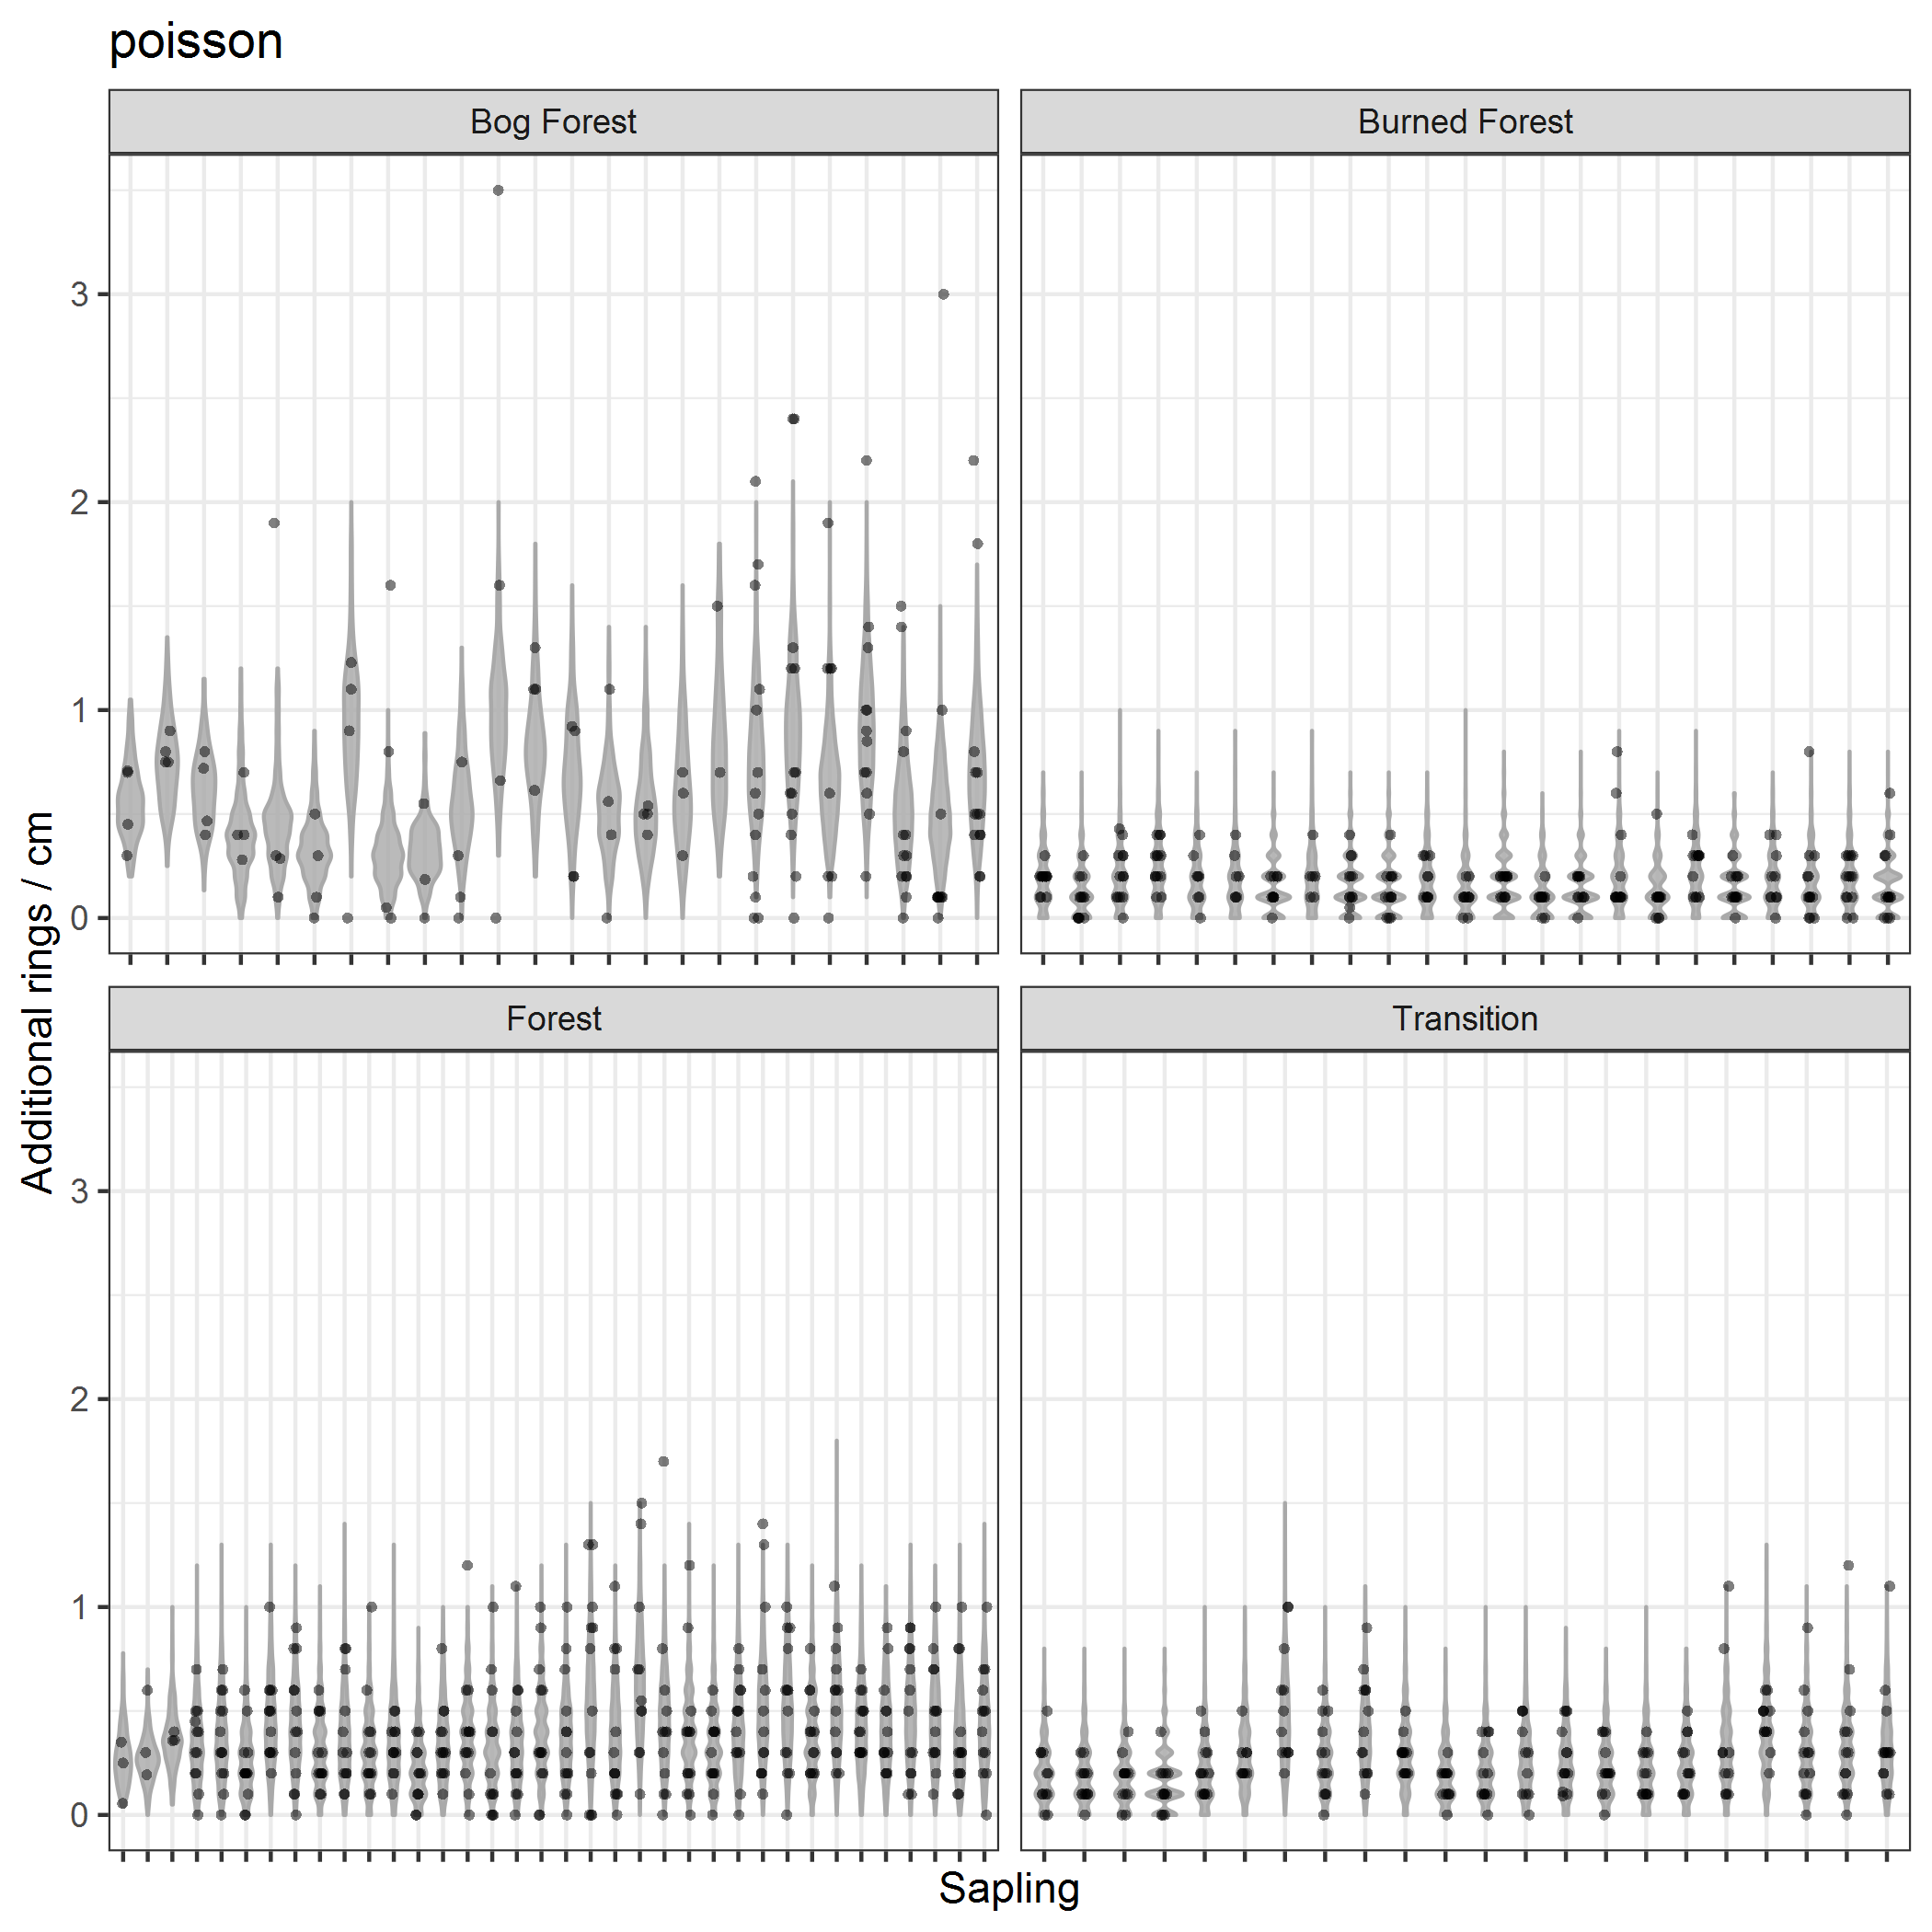 poisson
Bog Forest
Burned Forest
3
2
1
0
Forest
Transition
3
2
1
0
Additional rings / cm
Sapling